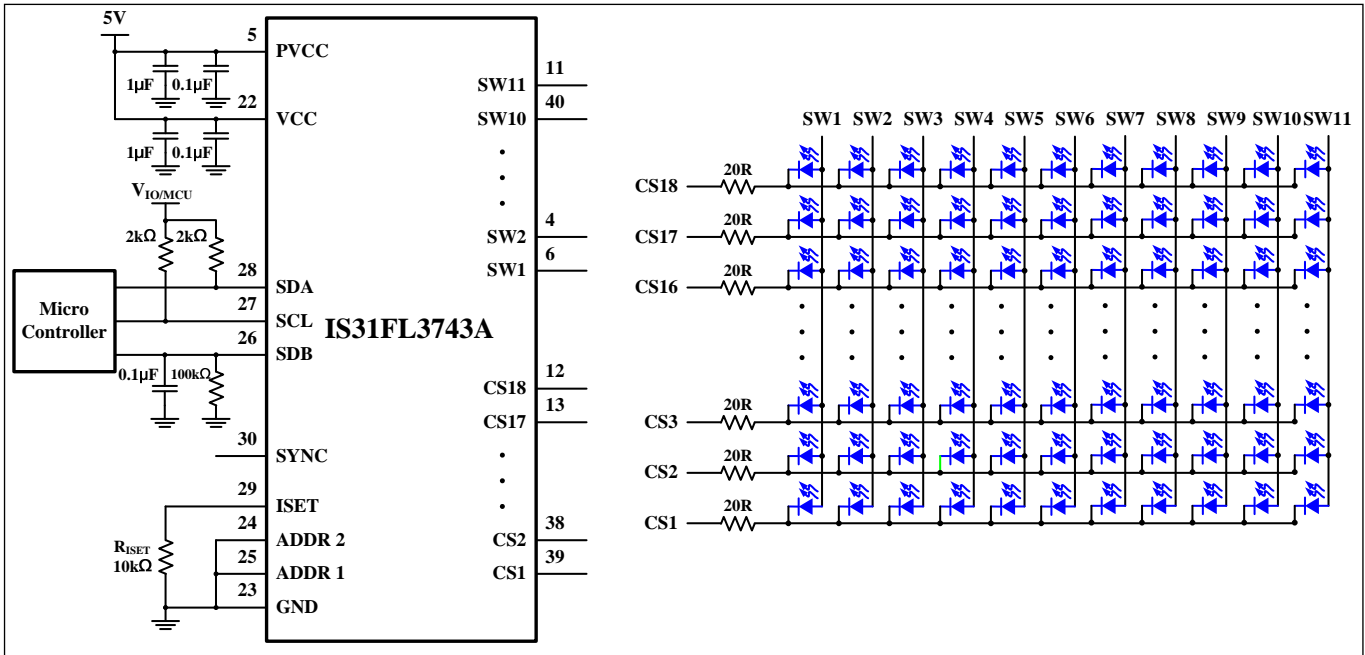 5V
5
PVCC
1µF
0.1µF
22
VCC
1µF
0.1µF
V IO/MCU
2kΩ
2kΩ
28
SDA
27
SCL
26
SDB
Micro
Controller
0.1µF
100kΩ
30
SYNC
29
ISET
24
ADDR 2
25
ADDR 1
23
GND
R ISET
10kΩ
IS31FL3743A
11
SW11
40
SW10
4
SW2
6
SW1
12
CS18
13
CS17
38
CS2
39
CS1
SW1 SW2 SW3 SW4 SW5 SW6 SW7 SW8 SW9 SW10 SW11
20R
CS18
20R
CS17
20R
CS16
20R
CS3
20R
CS2
20R
CS1